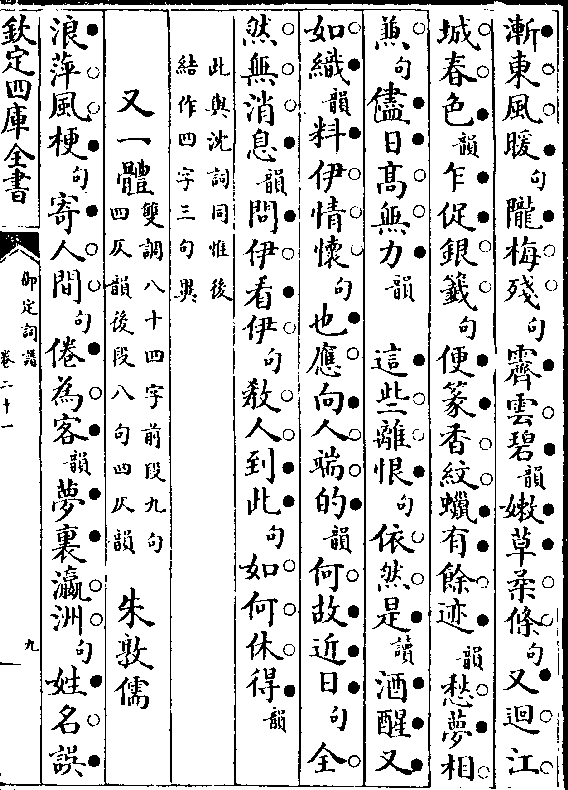 漸東風暖句隴梅殘句霽雲碧韻嫩草柔條句又迴江
城春色韻乍促銀籤句便篆香紋蠟有餘迹韻愁夢相
兼句儘日高無力韻　這些離恨句依然是讀酒醒又
如織韻料伊情懷句也應向人端的韻何故近日句全
然無消息韻問伊看伊句教人到此句如何休得韻
此與沈詞同惟後
結作四字三句異
又一體雙調八十四字前段九句
四仄韻後段八句四仄韻　朱敦儒
浪萍風梗句寄人間句倦為客韻夢裏瀛洲句姓名誤
欽定四庫全書
御定詞譜
卷二十一
九